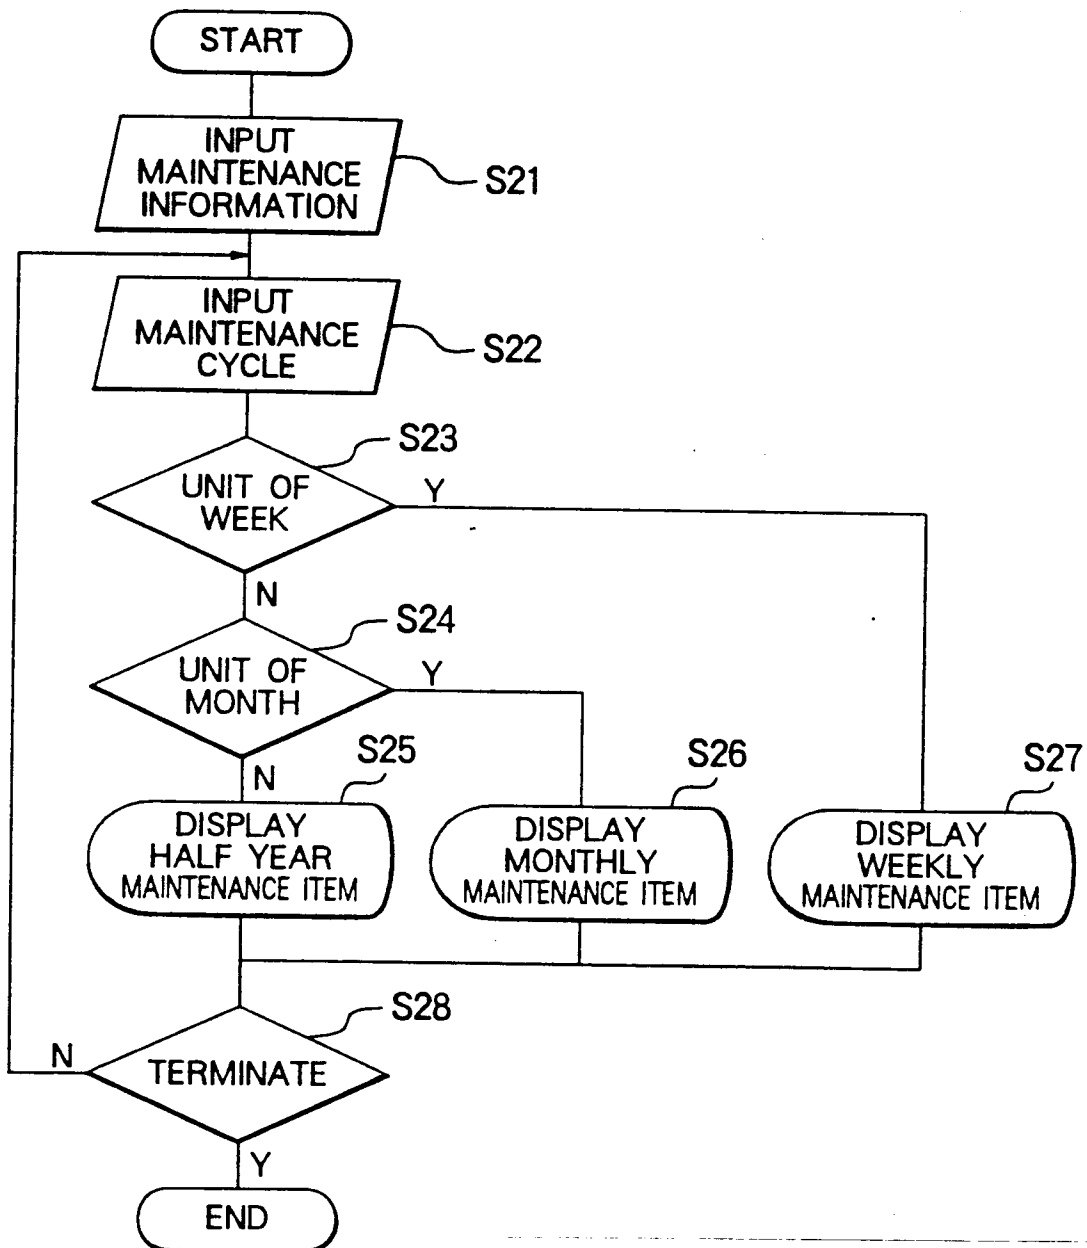 START
INPUT
MAINTENANCE
INFORMATION
S21
INPUT
MAINTENANCE
CYCLE
S22
S23
UNIT OF
WEEK
Y
N
S24
UNIT OF
MONTH
Y
N
S25
DISPLAY
HALF YEAR
MAINTENANCE ITEM
S26
DISPLAY
MONTHLY
MAINTENANCE ITEM
S27
DISPLAY
WEEKLY
MAINTENANCE ITEM
S28
TERMINATE
N
Y
END